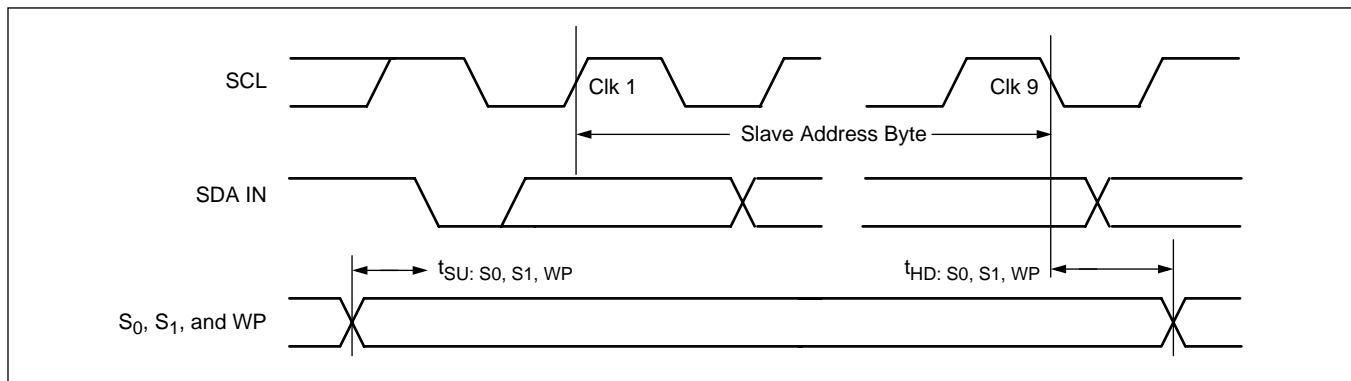 SCL
Clk 1
Clk 9
Slave Address Byte
SDA IN
tSU: S0, S1, WP
tHD: S0, S1, WP
S0, S1, and WP